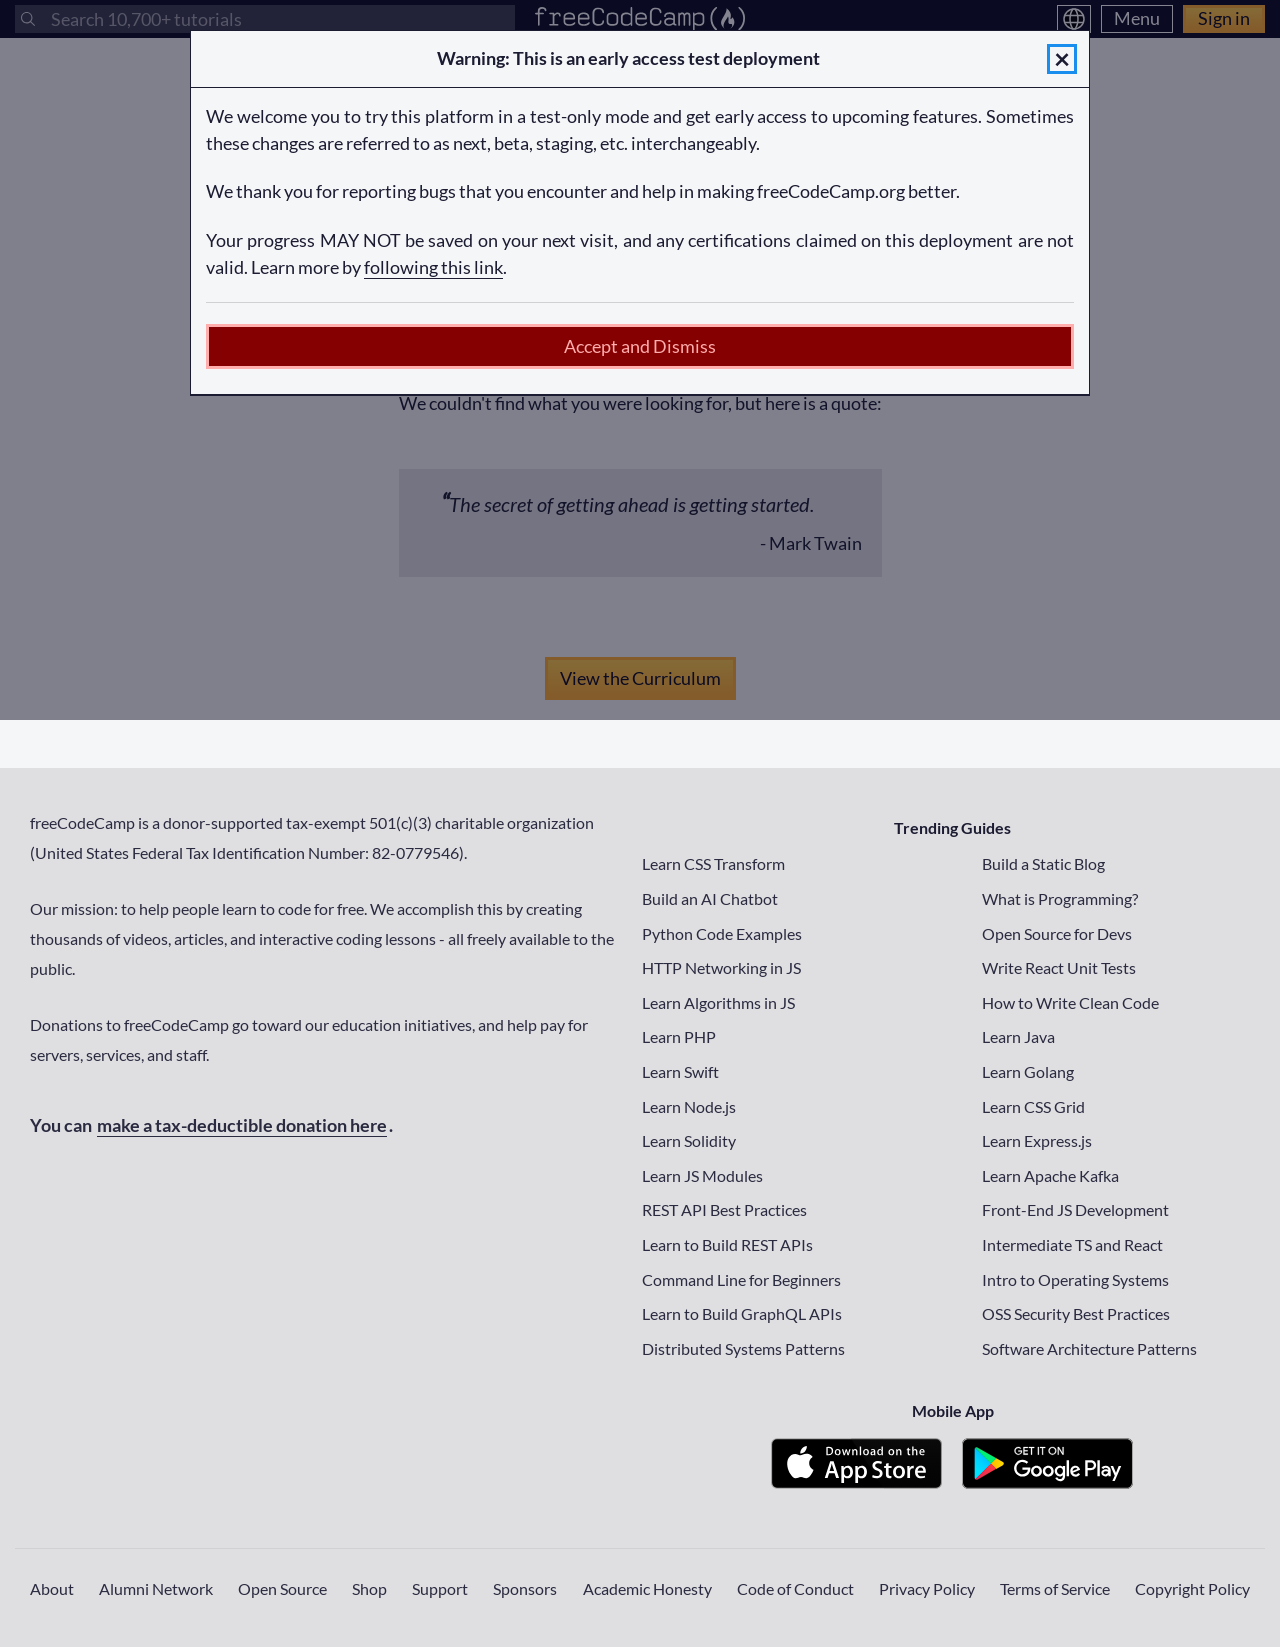 Search 10,700+ tutorials
freeCodeCamp(🔥)
Menu
Sign in
Warning: This is an early access test deployment
×
We welcome you to try this platform in a test-only mode and get early access to upcoming features. Sometimes
these changes are referred to as next, beta, staging, etc. interchangeably.
We thank you for reporting bugs that you encounter and help in making freeCodeCamp.org better.
Your progress MAY NOT be saved on your next visit, and any certifications claimed on this deployment are not
valid. Learn more by following this link.
Accept and Dismiss
We couldn't find what you were looking for, but here is a quote:
“The secret of getting ahead is getting started.
- Mark Twain
View the Curriculum
freeCodeCamp is a donor-supported tax-exempt 501(c)(3) charitable organization
(United States Federal Tax Identification Number: 82-0779546).
Our mission: to help people learn to code for free. We accomplish this by creating
thousands of videos, articles, and interactive coding lessons - all freely available to the
public.
Donations to freeCodeCamp go toward our education initiatives, and help pay for
servers, services, and staff.
You can make a tax-deductible donation here.
Trending Guides
Learn CSS Transform
Build an AI Chatbot
Python Code Examples
HTTP Networking in JS
Learn Algorithms in JS
Learn PHP
Learn Swift
Learn Node.js
Learn Solidity
Learn JS Modules
REST API Best Practices
Learn to Build REST APIs
Command Line for Beginners
Learn to Build GraphQL APIs
Distributed Systems Patterns
Build a Static Blog
What is Programming?
Open Source for Devs
Write React Unit Tests
How to Write Clean Code
Learn Java
Learn Golang
Learn CSS Grid
Learn Express.js
Learn Apache Kafka
Front-End JS Development
Intermediate TS and React
Intro to Operating Systems
OSS Security Best Practices
Software Architecture Patterns
Mobile App
Download on the
App Store
GET IT ON
Google Play
About Alumni Network Open Source Shop Support Sponsors Academic Honesty Code of Conduct Privacy Policy Terms of Service Copyright Policy